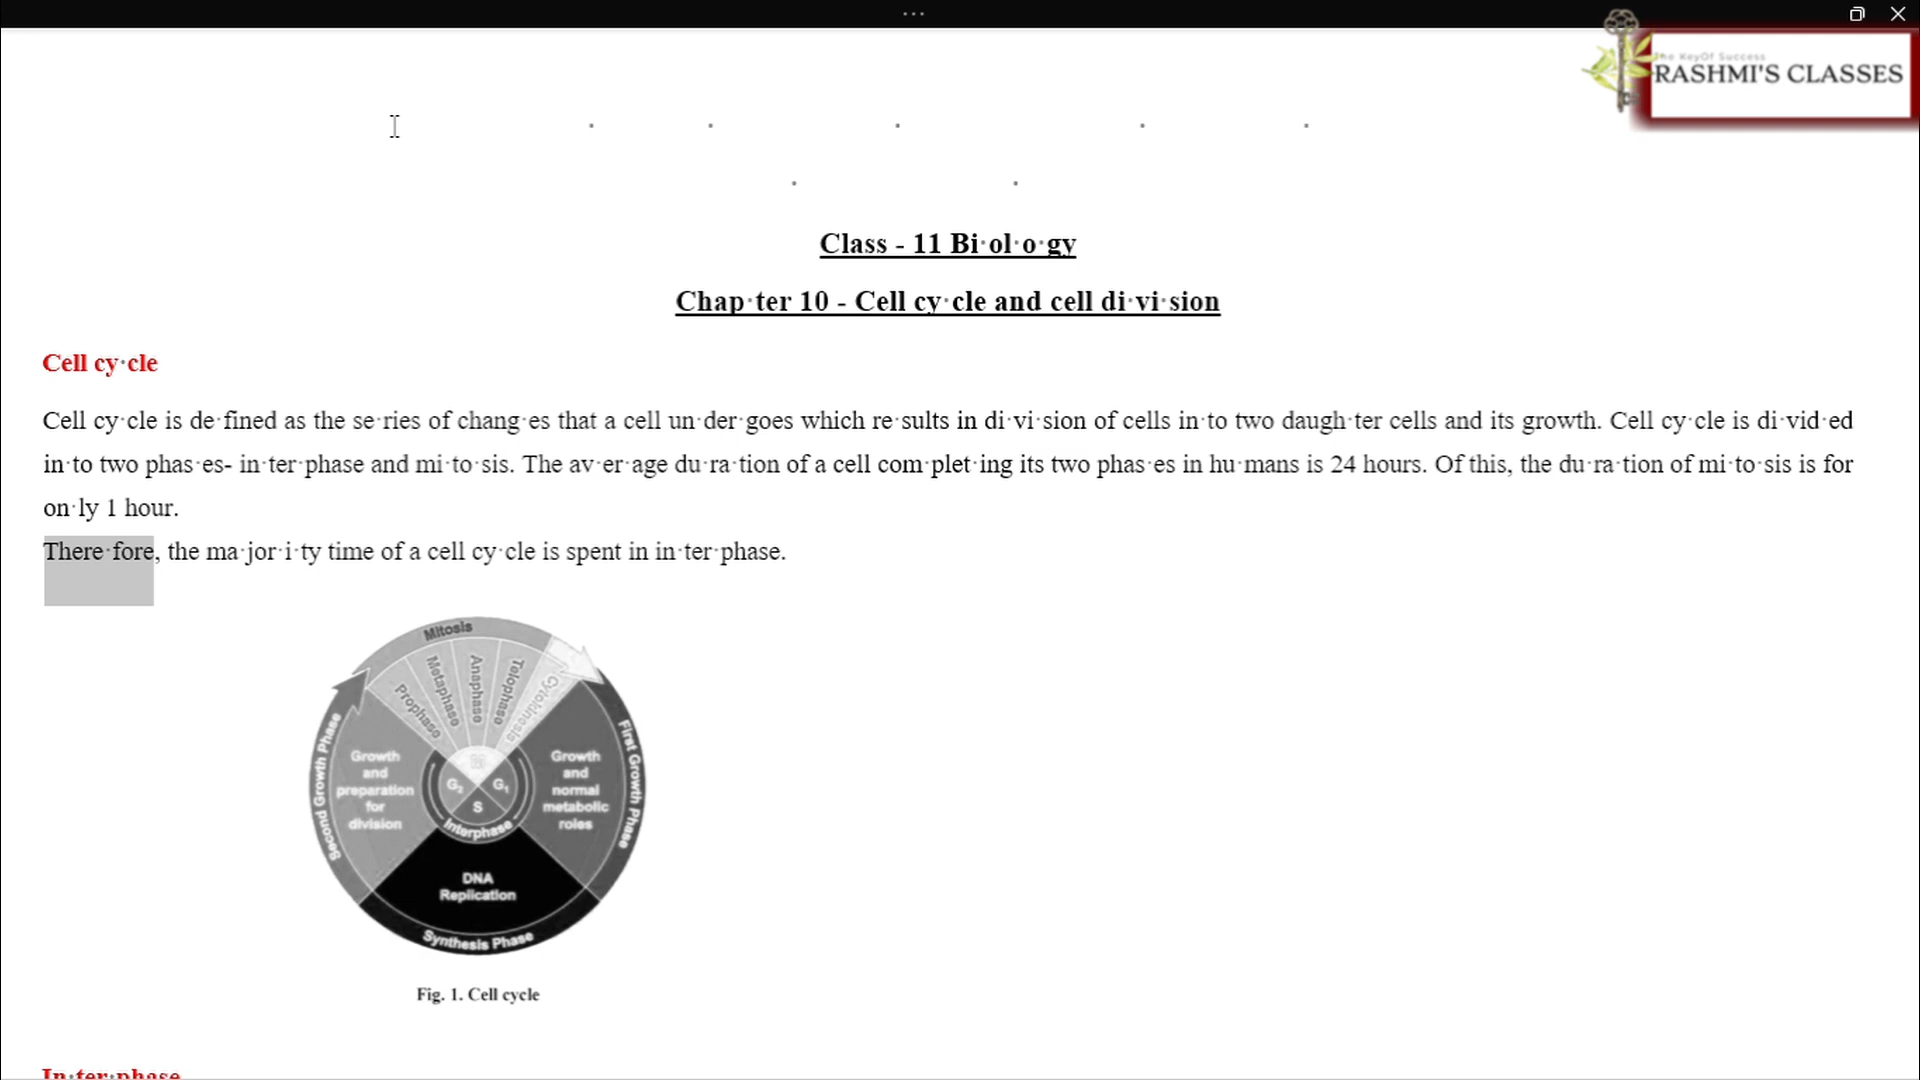 The KeyOf Success
RASHMI'S CLASSES
Class - 11 Bi·ol·o·gy
Chap·ter 10 - Cell cy·cle and cell di·vi·sion
Cell cy·cle
Cell cy·cle is de·fined as the se·ries of chang·es that a cell un·der·goes which re·sults in di·vi·sion of cells in·to two daugh·ter cells and its growth. Cell cy·cle is di·vid·ed
in·to two phas·es- in·ter·phase and mi·to·sis. The av·er·age du·ra·tion of a cell com·plet·ing its two phas·es in hu·mans is 24 hours. Of this, the du·ra·tion of mi·to·sis is for
on·ly 1 hour.
There·fore, the ma·jor·i·ty time of a cell cy·cle is spent in in·ter·phase.
Mitosis
Prophase
Metaphase
Anaphase
Telophase
Cytokinesis
Second Growth Phase
First Growth Phase
Growth
and
preparation
for
division
Growth
and
normal
metabolic
roles
M
G₂
G₁
S
Interphase
DNA
Replication
Synthesis Phase
Fig. 1. Cell cycle
In·ter·phase